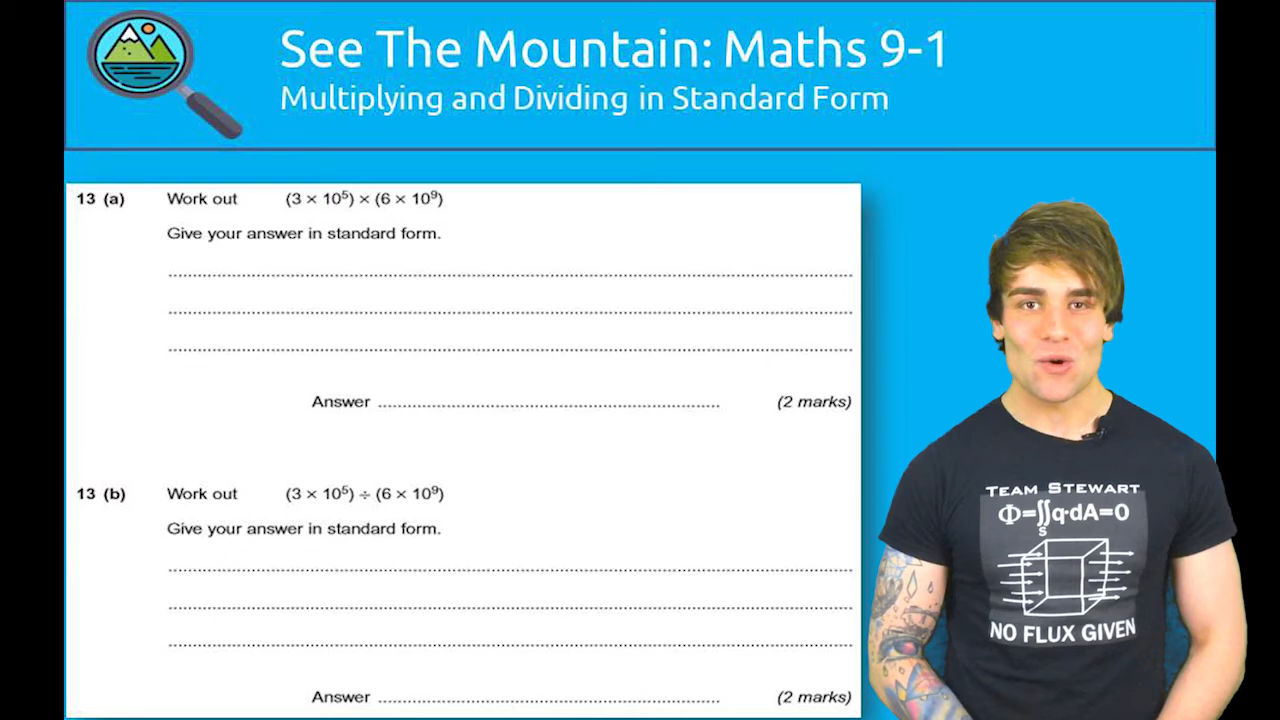 See The Mountain: Maths 9-1
Multiplying and Dividing in Standard Form
13 (a) Work out (3 × 10⁵) × (6 × 10⁹)
Give your answer in standard form.
Answer ........................................ (2 marks)
13 (b) Work out (3 × 10⁵) ÷ (6 × 10⁹)
Give your answer in standard form.
Answer ........................................ (2 marks)
TEAM STEWART
Φ=∬q·dA=0
S
NO FLUX GIVEN